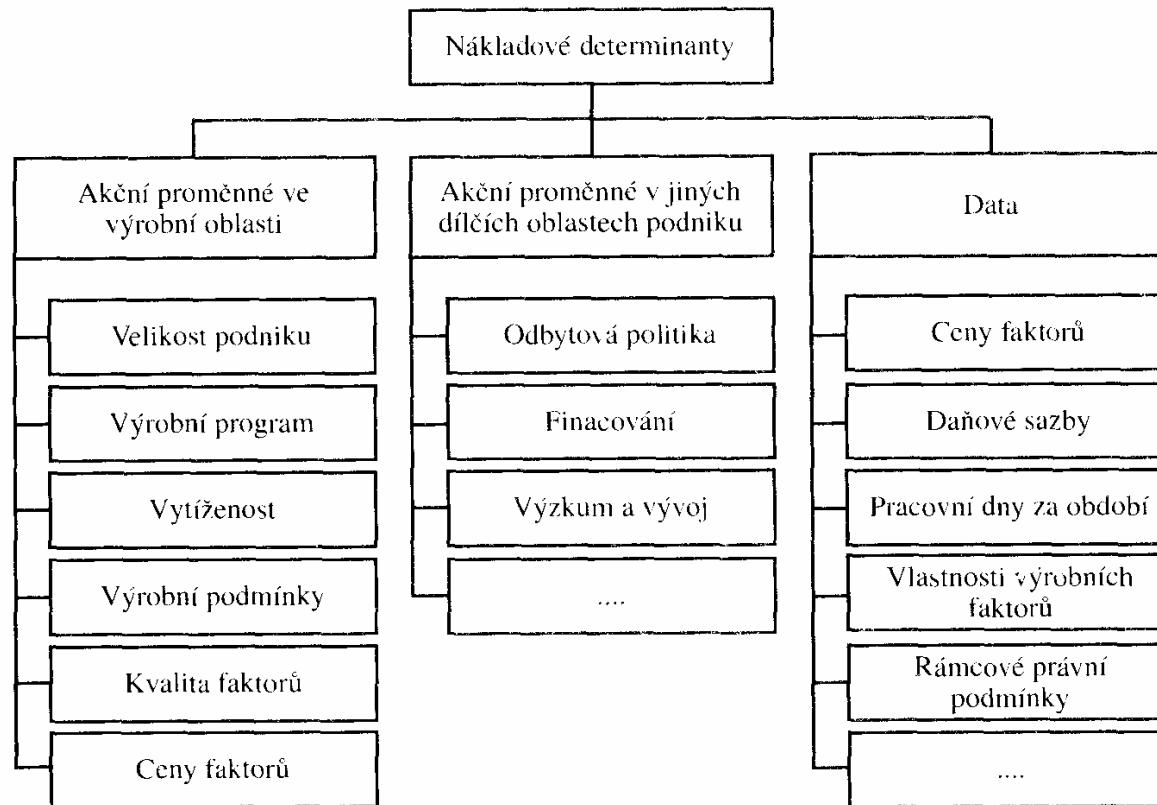 Nákladové determinanty
Akční proměnné ve
výrobní oblasti
Velikost podniku
Výrobní program
Vytíženost
Výrobní podmínky
Kvalita faktorů
Ceny faktorů
Akční proměnné v jiných
dílčích oblastech podniku
Odbytová politika
Finacování
Výzkum a vývoj
....
Data
Ceny faktorů
Daňové sazby
Pracovní dny za období
Vlastnosti výrobních
faktorů
Rámcové právní
podmínky
....